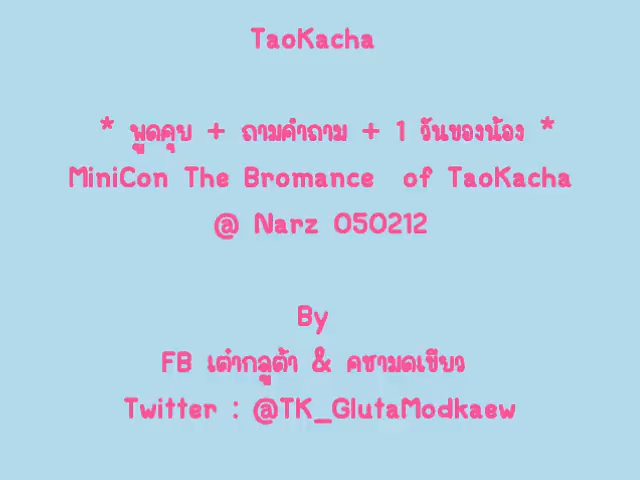 TaoKacha
* พูดคุย + ถามคำถาม + 1 วันของน้อง *
MiniCon The Bromance of TaoKacha
@ Narz 050212
By
FB เต๋ากลูต้า & คชามดเขียว
Twitter : @TK_GlutaModkaew